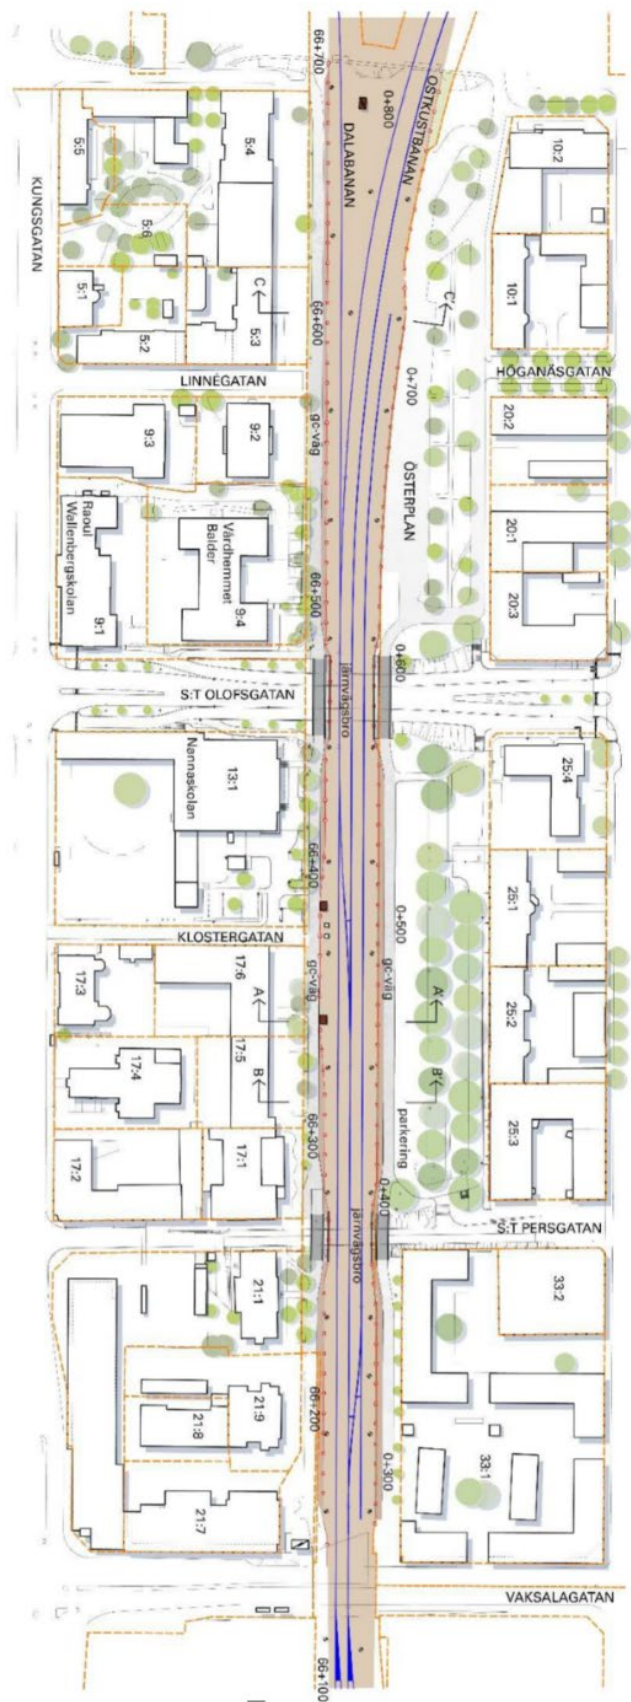 66+700
0+800
OSTKUSTBANAN
DALABANAN
KUNGSGATAN
5:5
5:4
5:6
10:2
10:1
5:1
5:2
5:3
C
C'
66+600
0+700
LINNÉGATAN
HÖGANÄSGATAN
9:3
9:2
gc-väg
ÖSTERPLAN
20:2
20:1
20:3
Raoul
Wallenbergskolan
9:1
Vårdhemmet
Balder
9:4
66+500
0+600
S:T OLOFSGATAN
järnvägsbro
Nannaskolan
13:1
25:4
66+400
0+500
25:1
KLOSTERGATAN
gc-väg
gc-väg
17:3
17:6
A
A'
25:2
17:4
17:5
B
B'
66+300
parkering
25:3
17:2
17:1
0+400
S:T PERSGATAN
järnvägsbro
21:1
33:2
21:9
21:8
66+200
0+300
33:1
21:7
VAKSALAGATAN
66+100